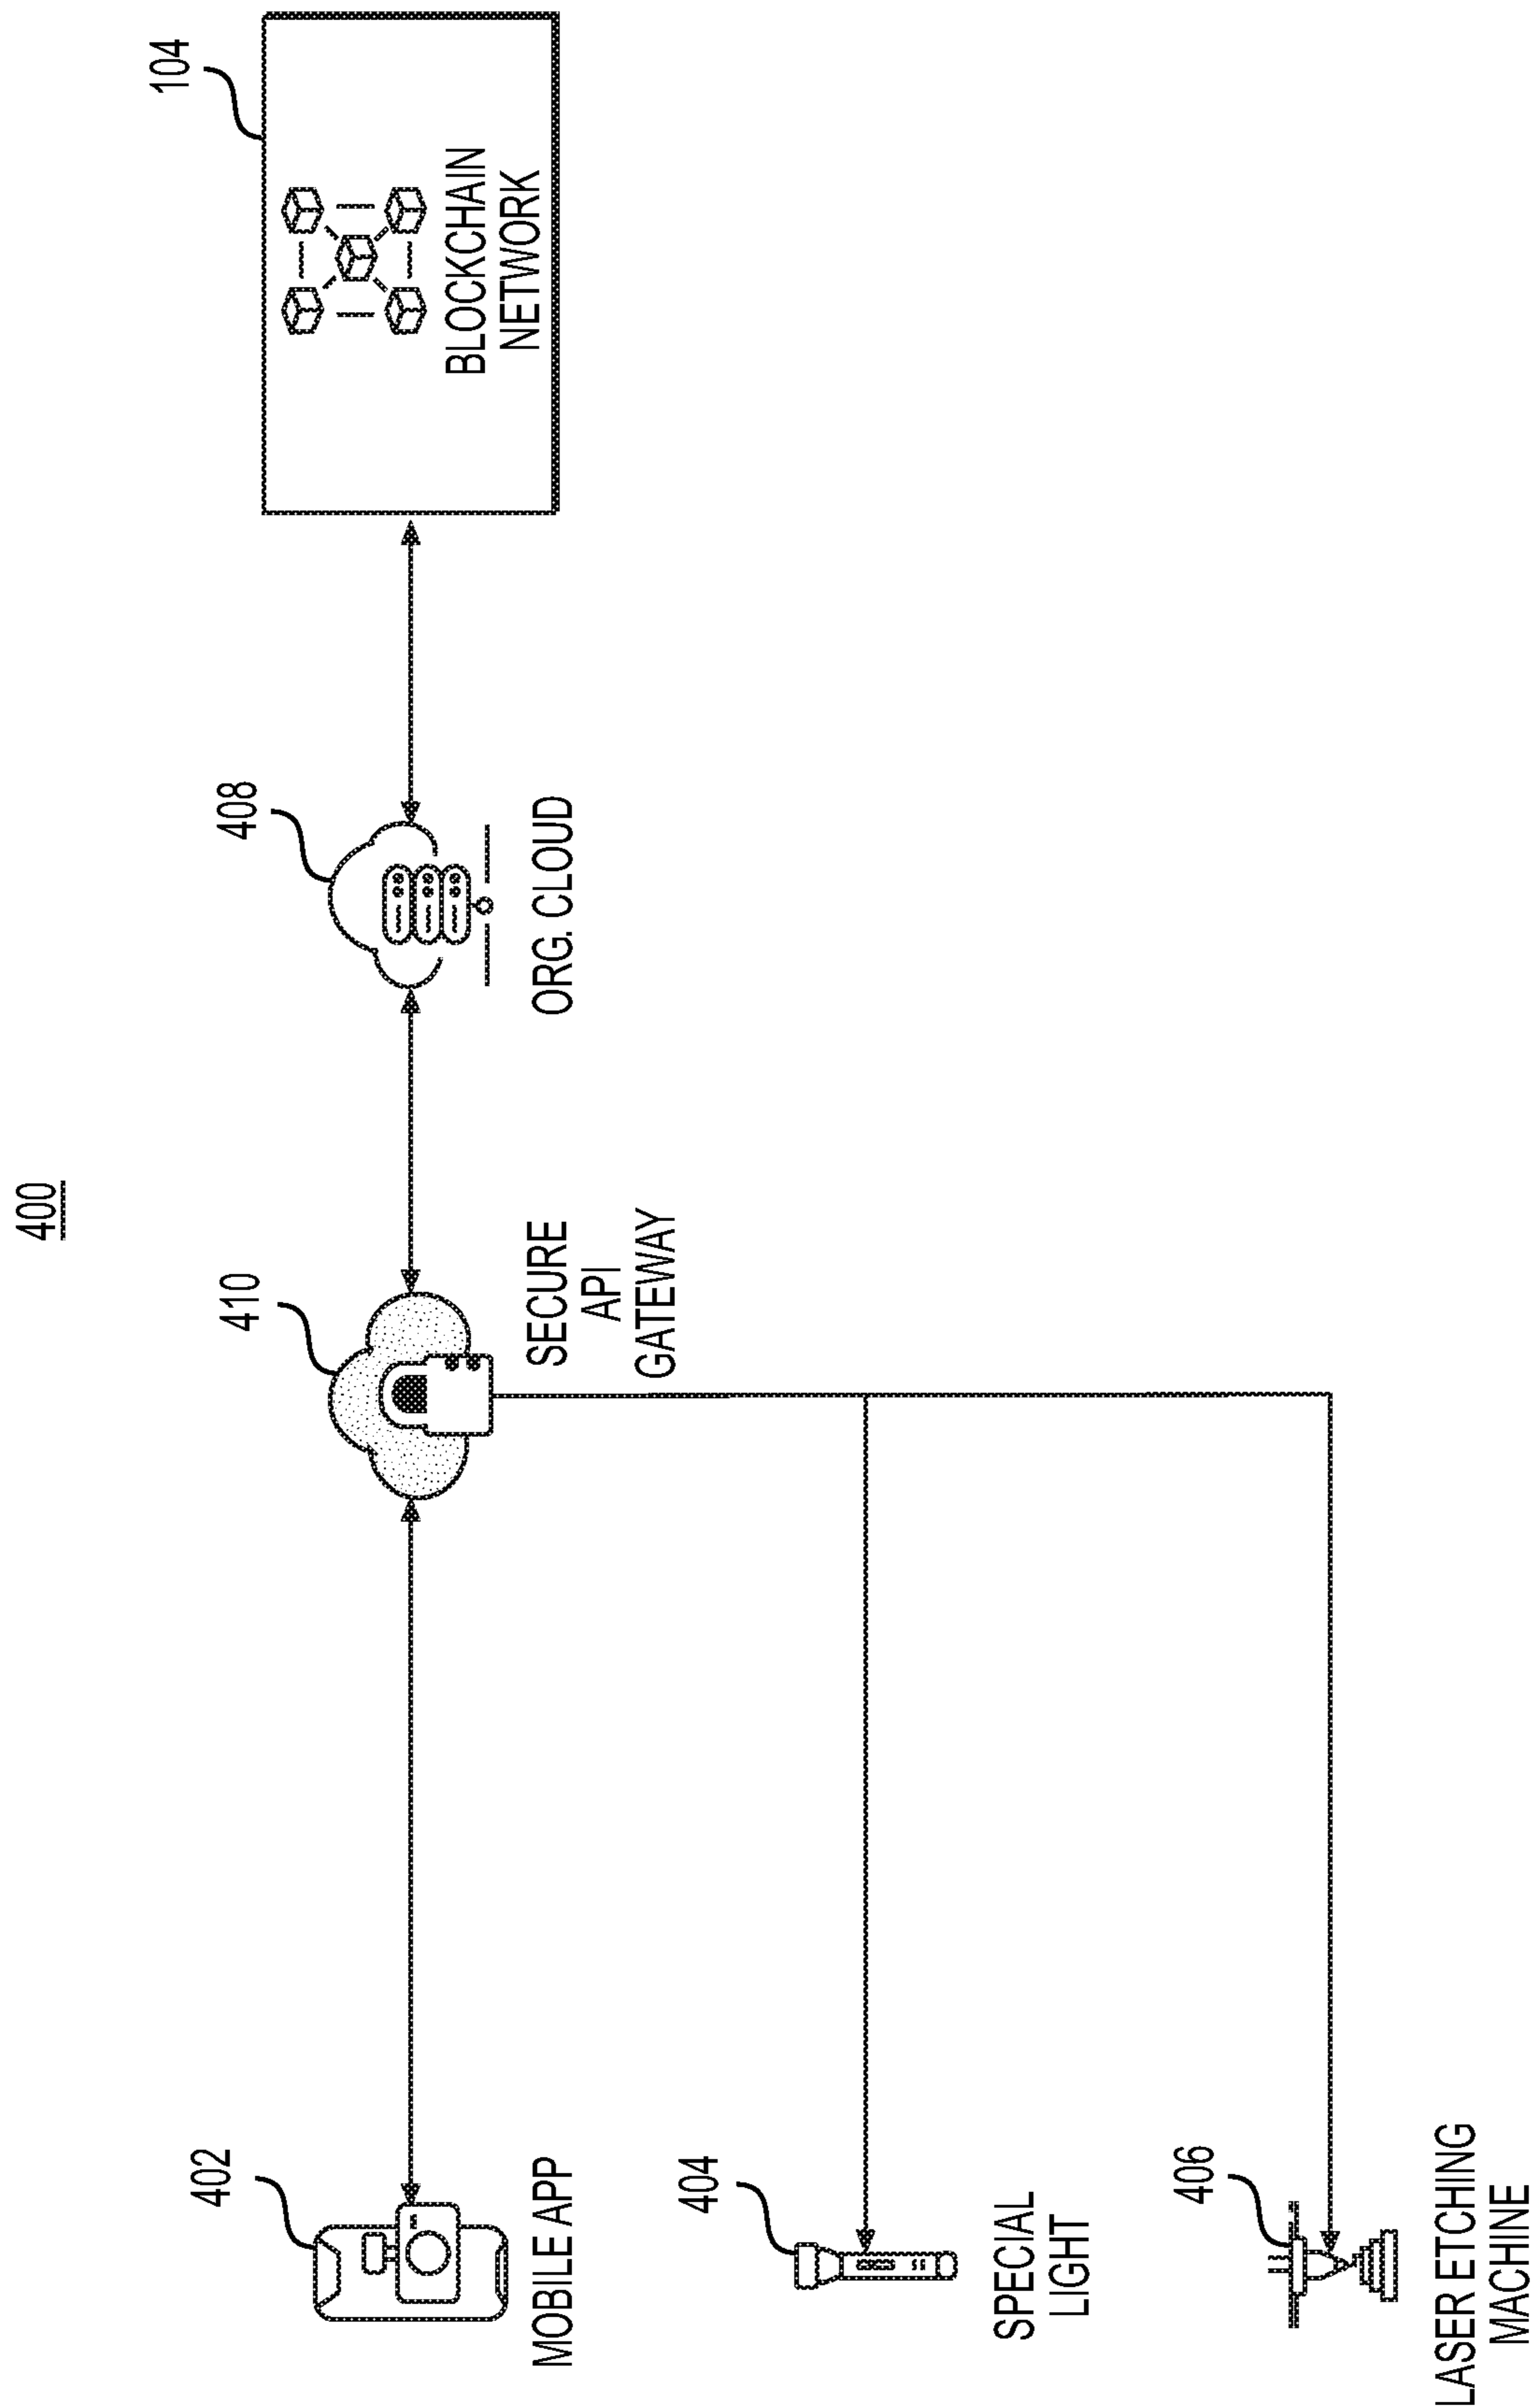 400
402
MOBILE APP
410
SECURE
API
GATEWAY
408
ORG. CLOUD
104
BLOCKCHAIN
NETWORK
404
SPECIAL
LIGHT
406
LASER ETCHING
MACHINE